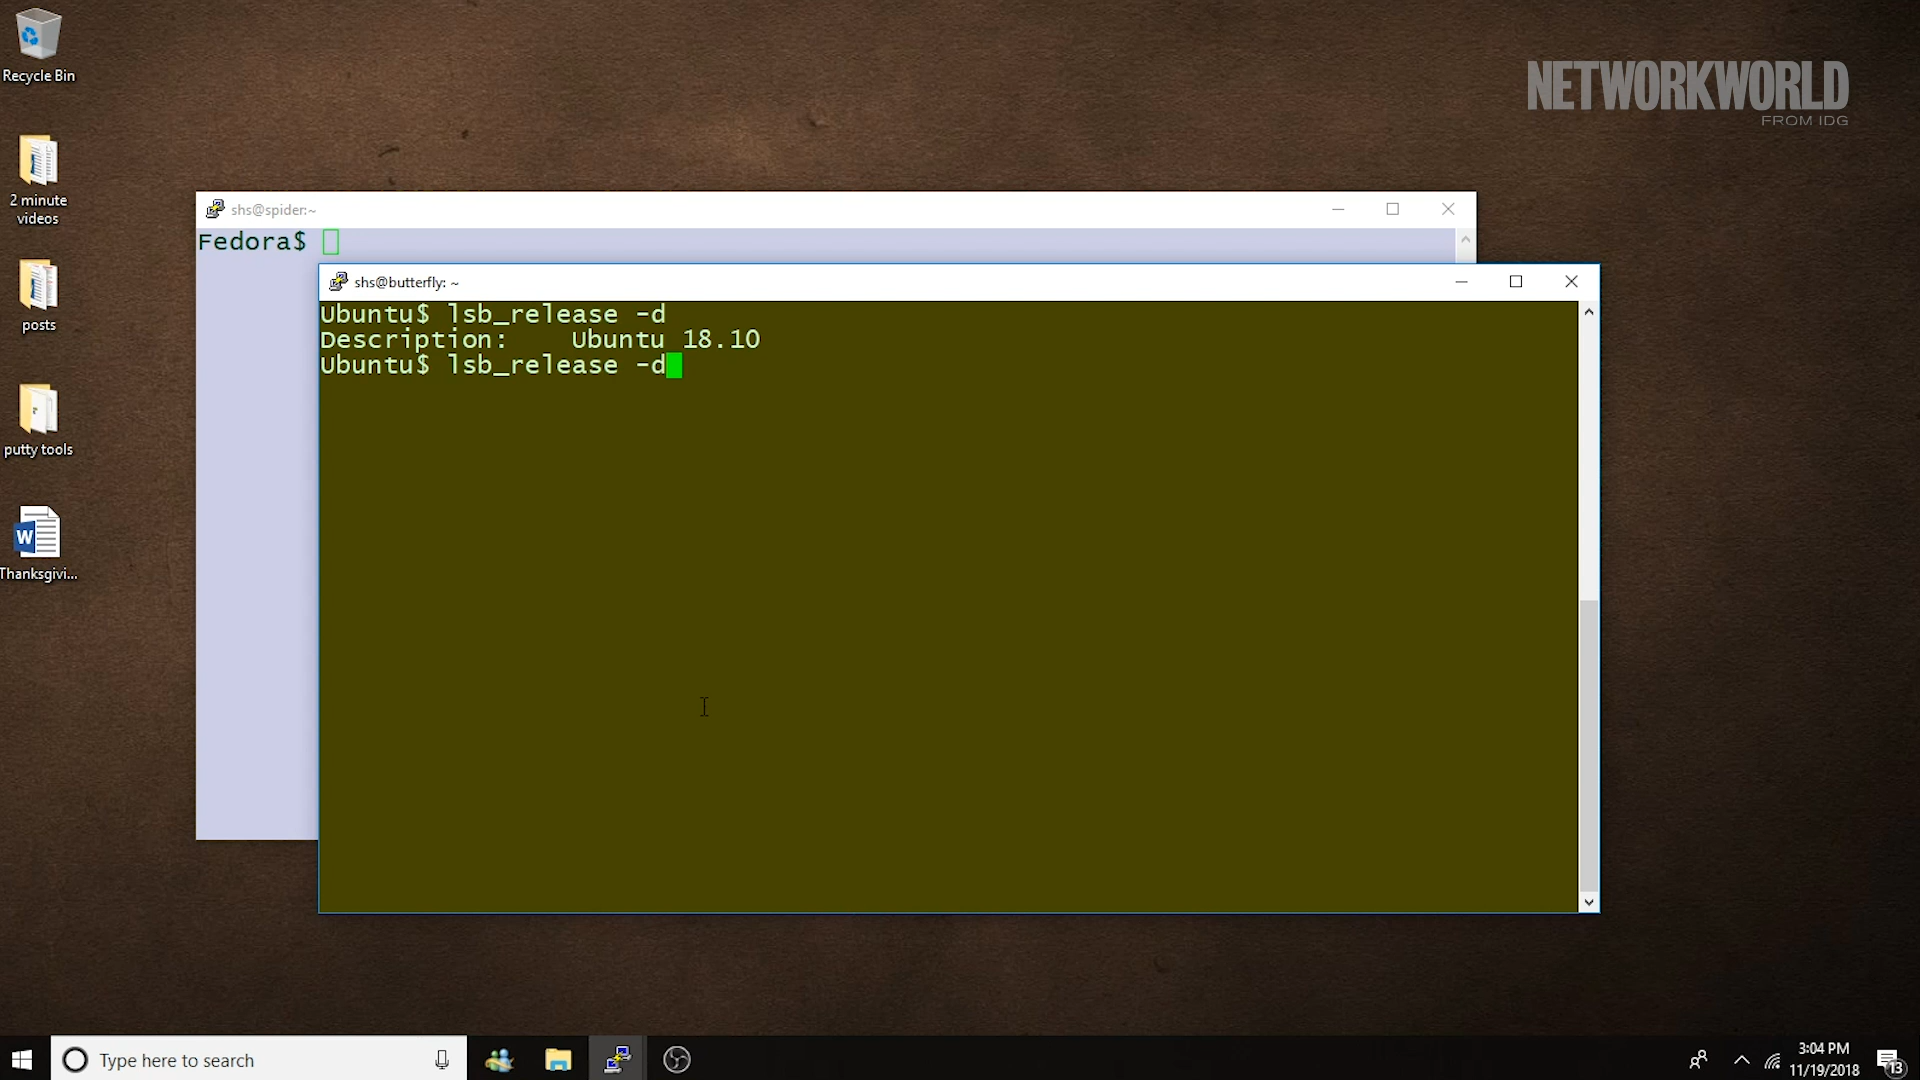 Recycle Bin
2 minute
videos
posts
putty tools
W
Thanksgivi...
NETWORKWORLD
FROM IDG
shs@spider:~
Fedora$
shs@butterfly: ~
Ubuntu$ lsb_release -d
Description:    Ubuntu 18.10
Ubuntu$ lsb_release -d
Type here to search
3:04 PM
11/19/2018
13